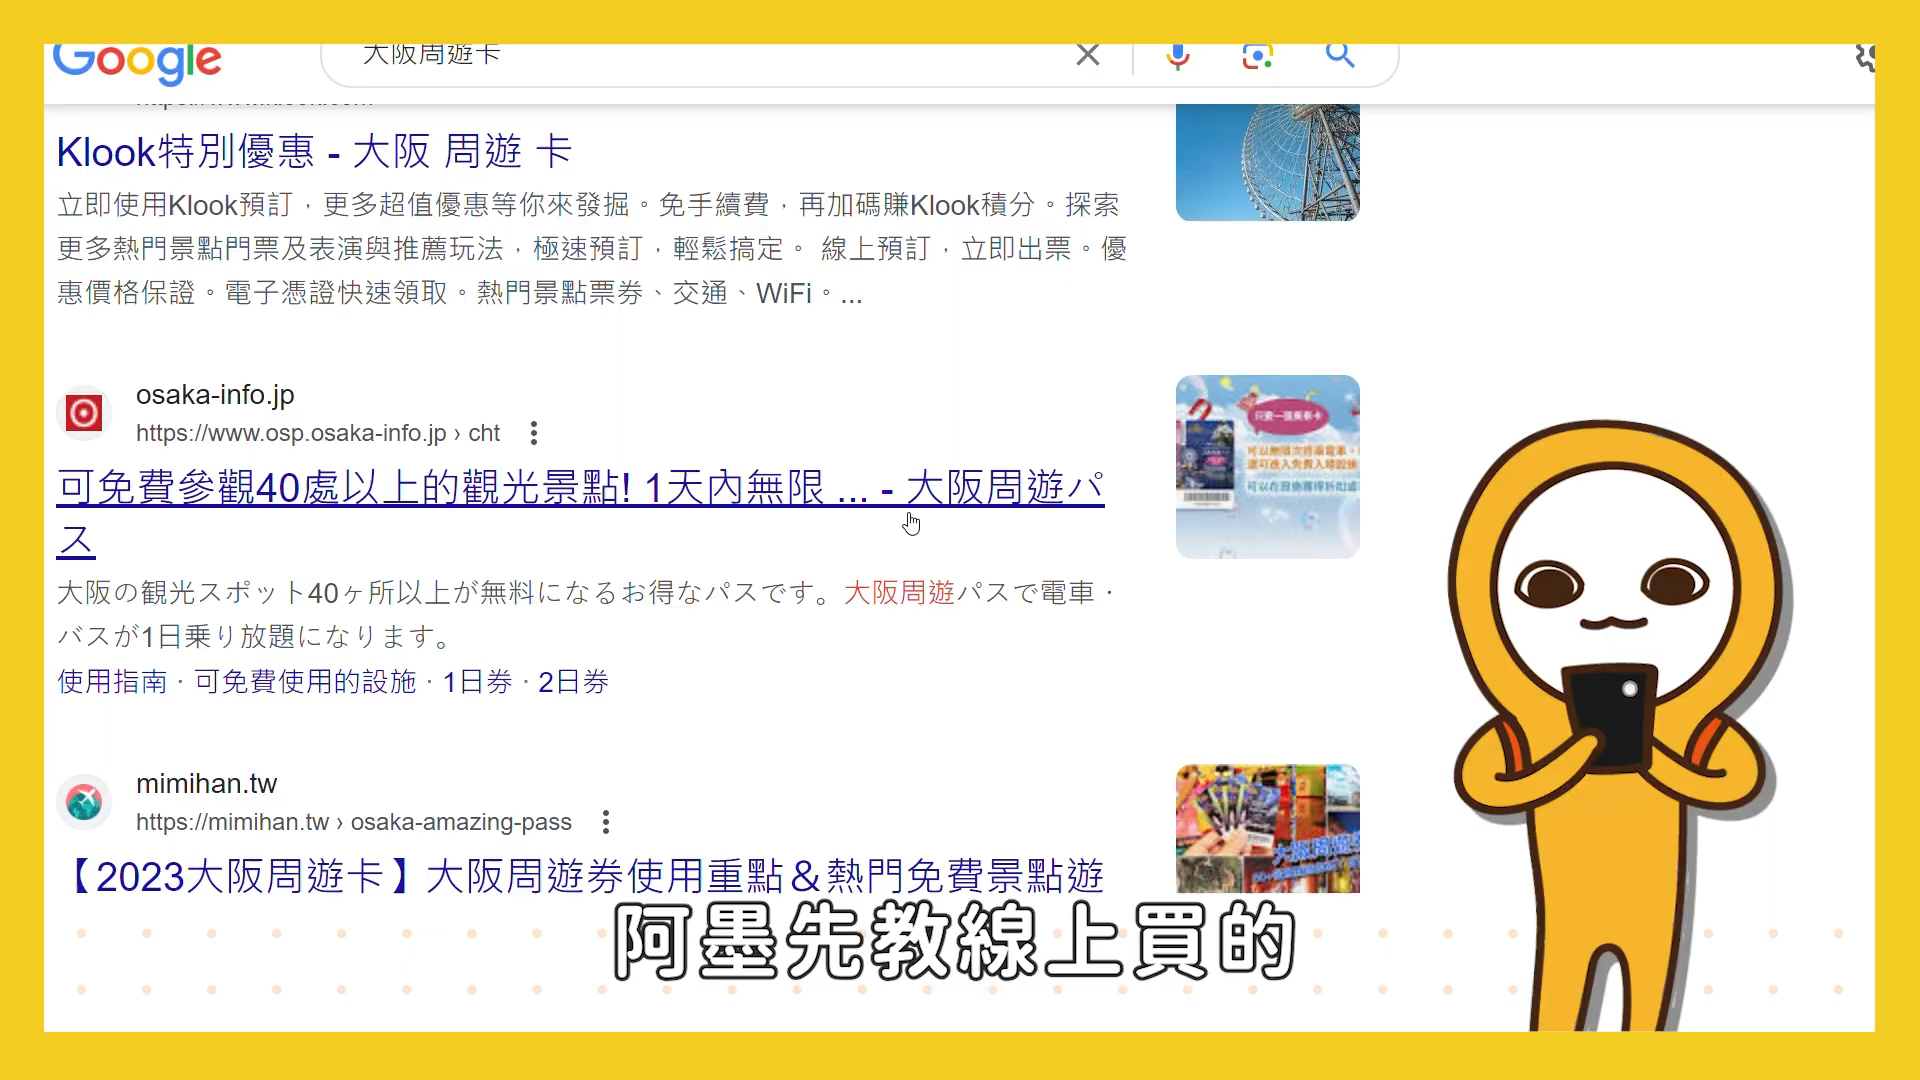 Google
大阪周遊卡
Klook特別優惠 - 大阪 周遊 卡
立即使用Klook預訂，更多超值優惠等你來發掘。免手續費，再加碼賺Klook積分。探索
更多熱門景點門票及表演與推薦玩法，極速預訂，輕鬆搞定。 線上預訂，立即出票。優
惠價格保證。電子憑證快速領取。熱門景點票券、交通、WiFi。...
osaka-info.jp
https://www.osp.osaka-info.jp › cht
可免費參觀40處以上的觀光景點! 1天內無限 ... - 大阪周遊パ
ス
大阪の観光スポット40ヶ所以上が無料になるお得なパスです。大阪周遊パスで電車・
バスが1日乗り放題になります。
使用指南 · 可免費使用的設施 · 1日券 · 2日券
只要一張乘車卡
mimihan.tw
https://mimihan.tw › osaka-amazing-pass
【2023大阪周遊卡】大阪周遊券使用重點＆熱門免費景點遊
阿墨先教線上買的